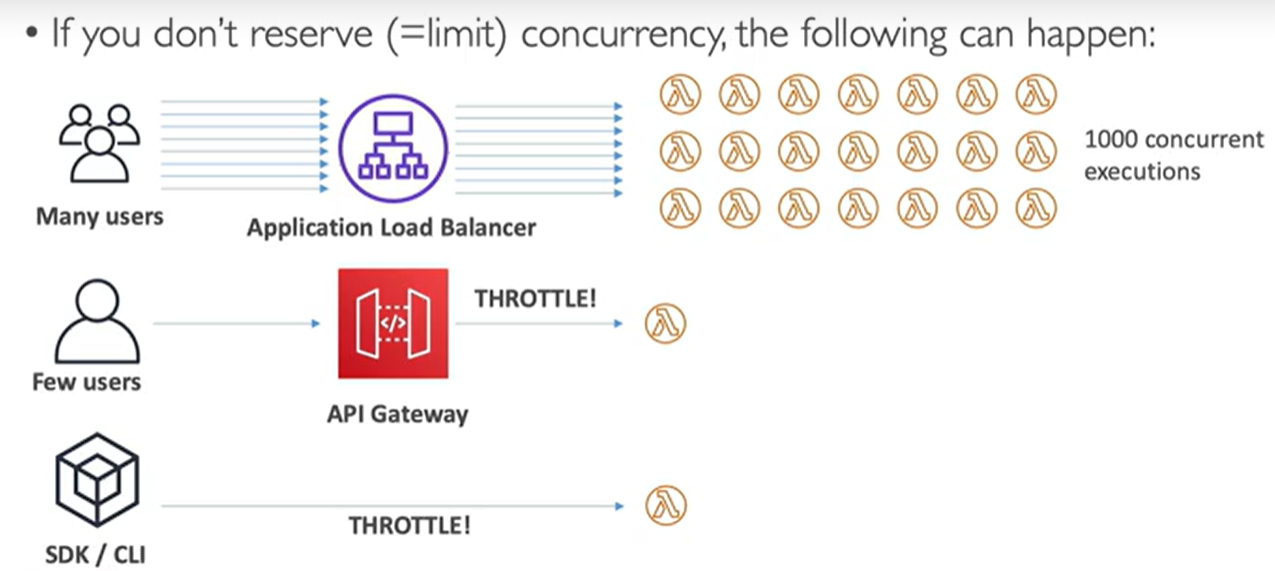 • If you don't reserve (=limit) concurrency, the following can happen:
1000 concurrent
executions
Many users
Application Load Balancer
THROTTLE!
</>
Few users
API Gateway
THROTTLE!
SDK / CLI